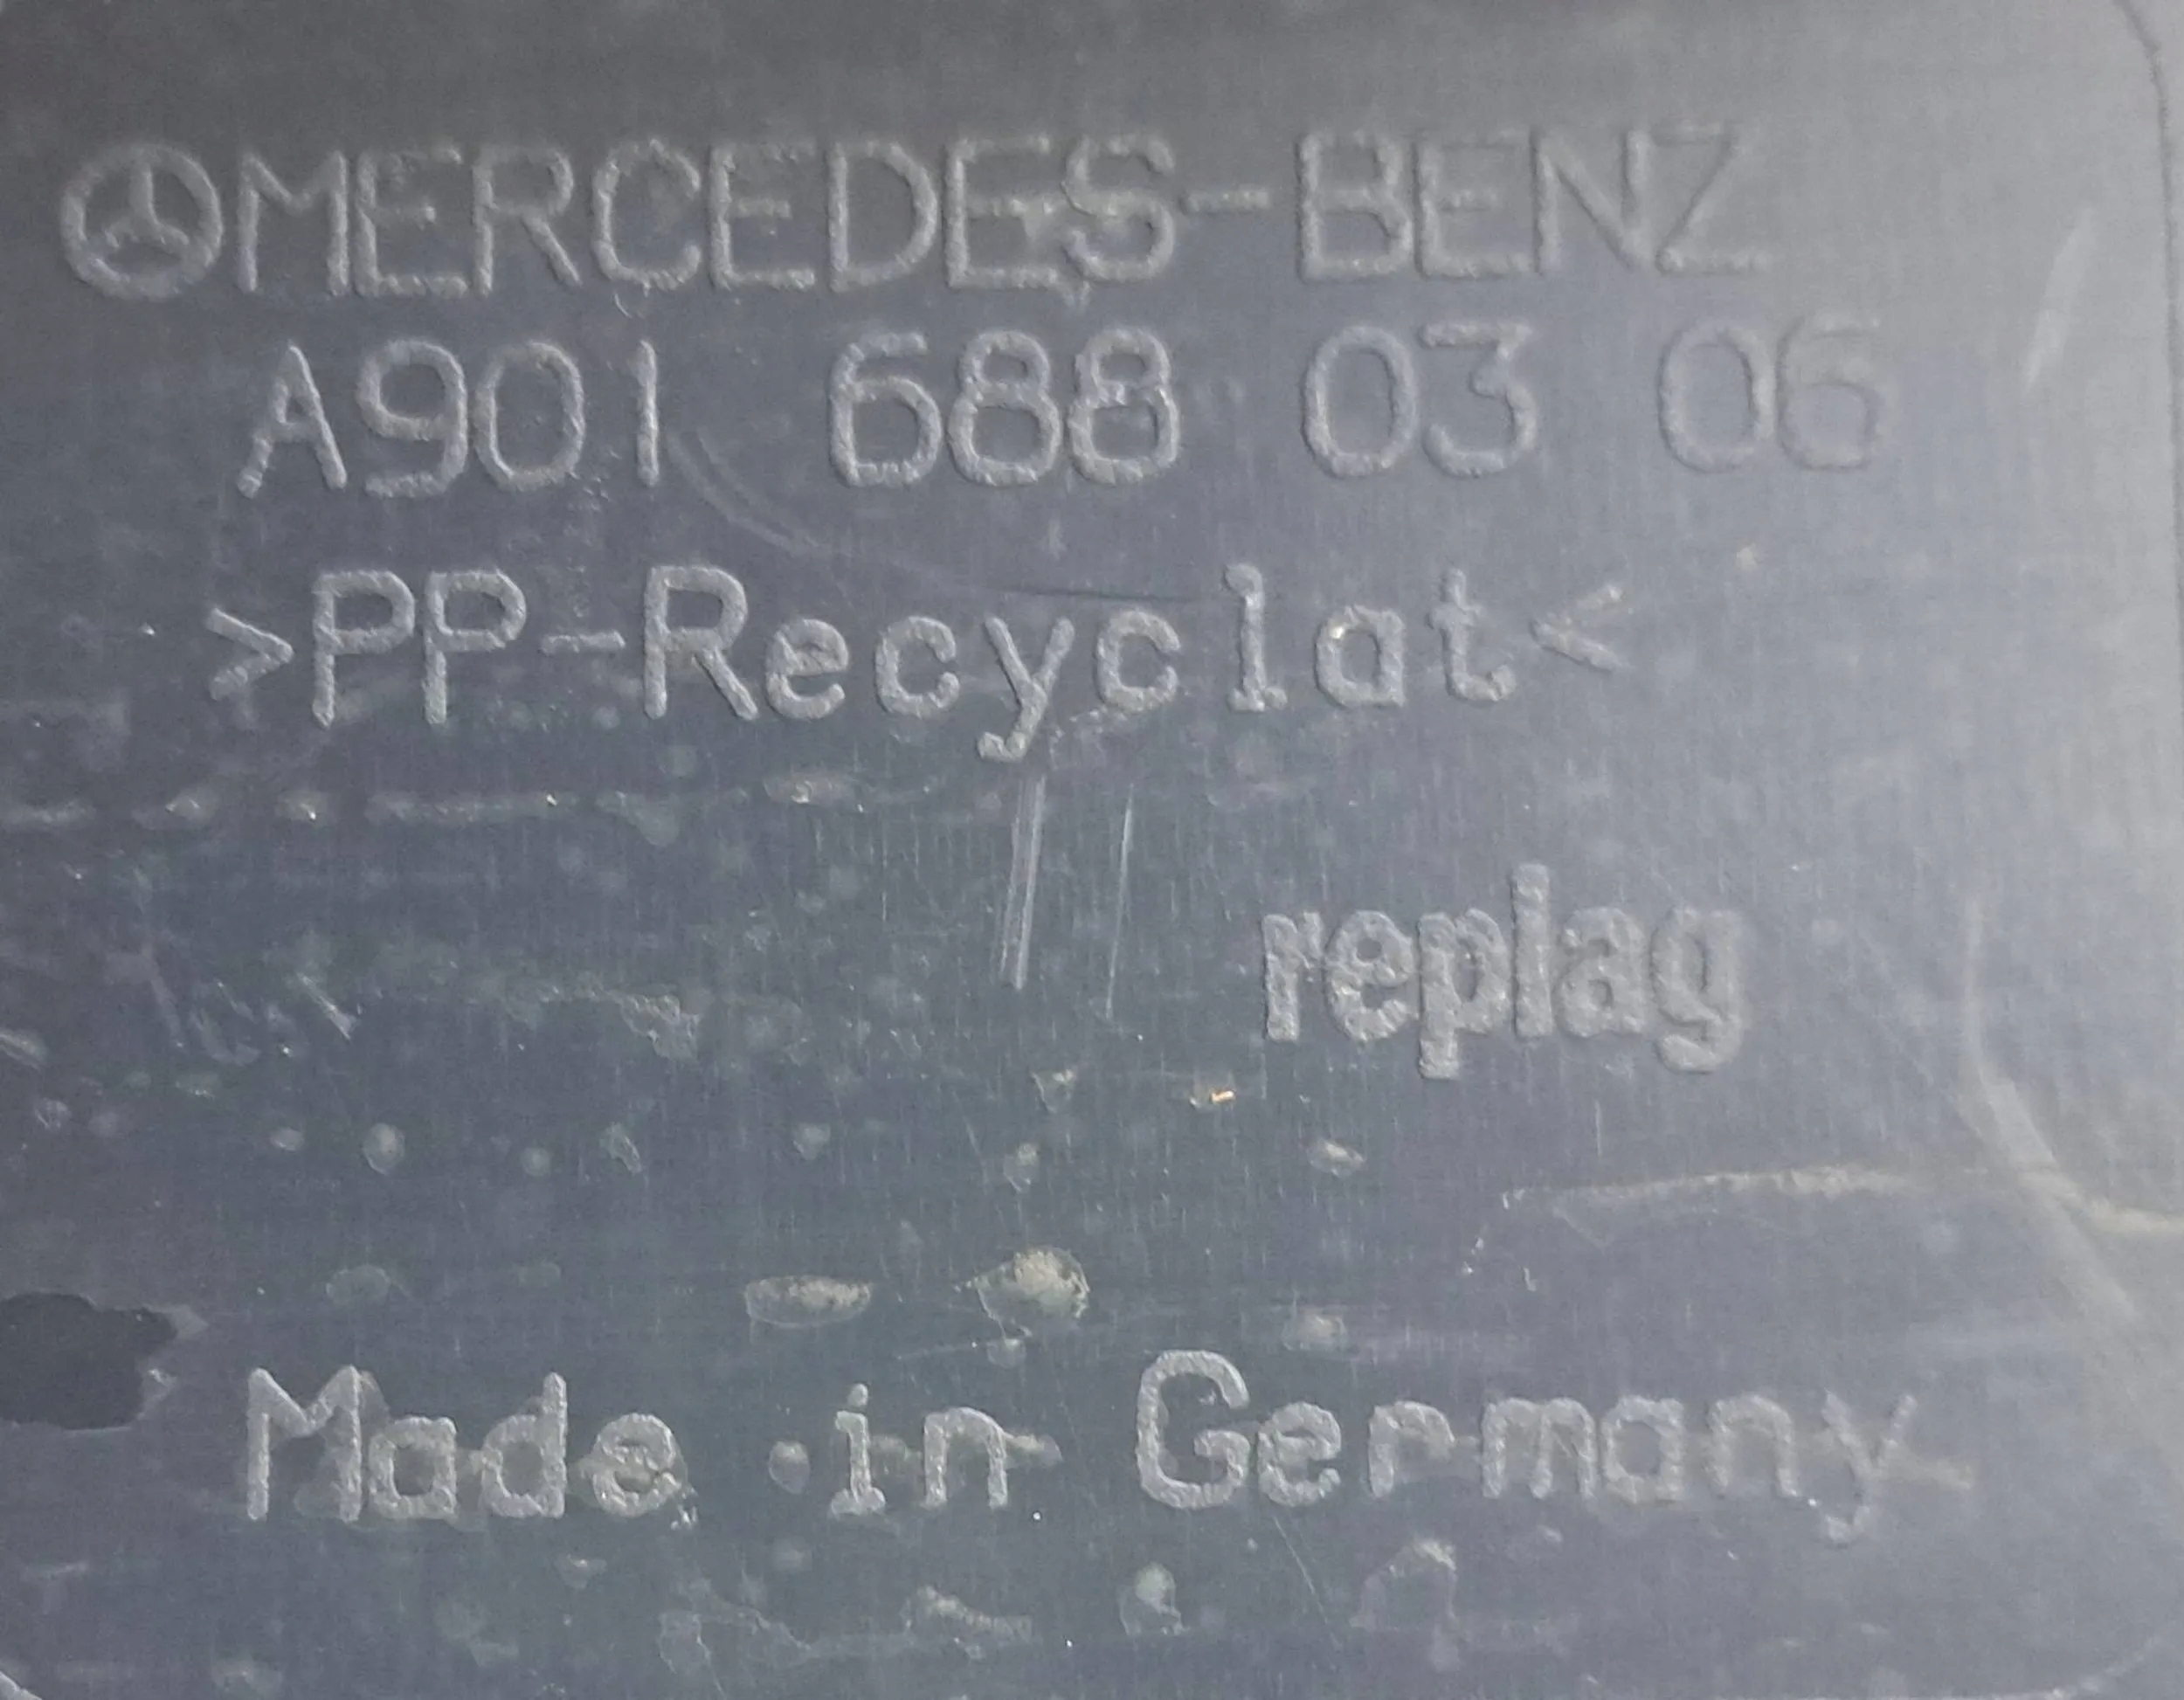 MERCEDES-BENZ
A901 688 03 06
>PP-Recyclat<
replag
Made in Germany